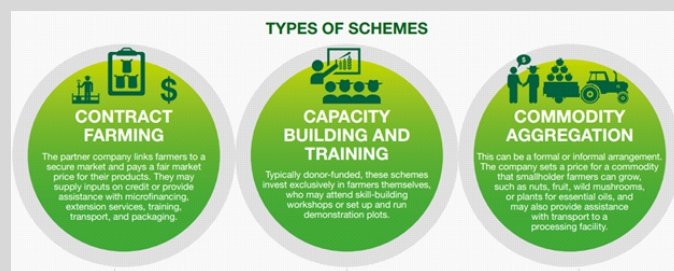 TYPES OF SCHEMES
$
CONTRACT
FARMING
The partner company links farmers to a
secure market and pays a fair market
price for their products. They may
supply inputs on credit or provide
assistance with microfinancing,
extension services, training,
transport, and packaging.
CAPACITY
BUILDING AND
TRAINING
Typically donor-funded, these schemes
invest exclusively in farmers themselves,
who may attend skill-building
workshops or set up and run
demonstration plots.
$
COMMODITY
AGGREGATION
This can be a formal or informal arrangement.
The company sets a price for a commodity
that smallholder farmers can grow,
such as nuts, fruit, wild mushrooms,
or plants for essential oils, and
may also provide assistance
with transport to a
processing facility.